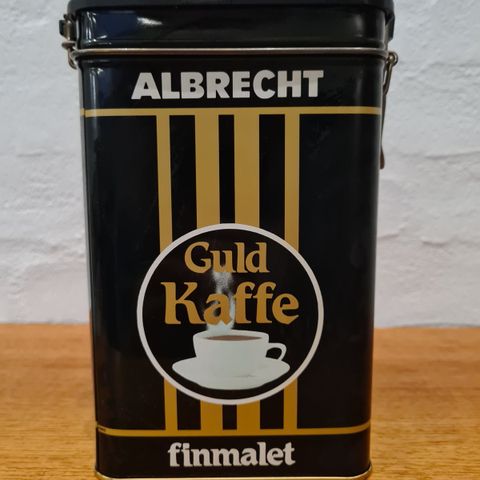 ALBRECHT
Guld
Kaffe
finmalet